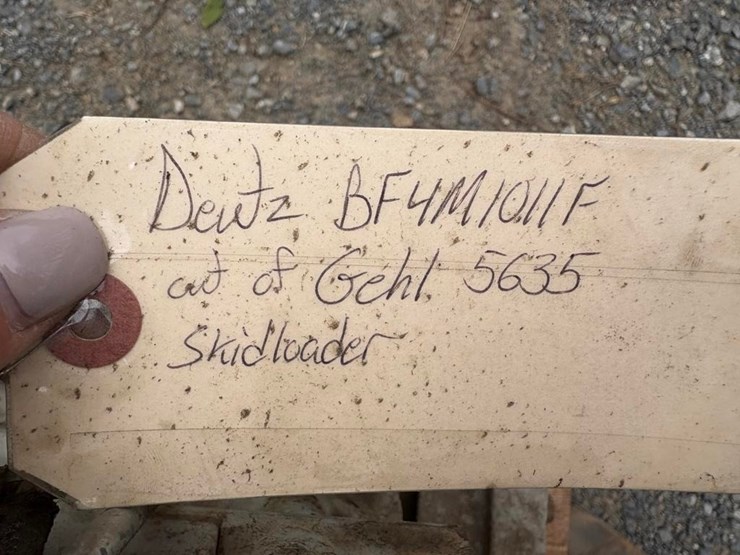 Deutz BF4M1011F
out of Gehl 5635
Skidloader